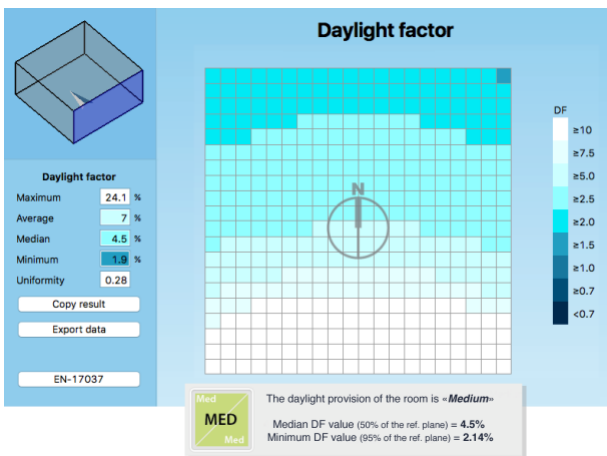 Daylight factor
Daylight factor
Maximum 24.1 %
Average 7 %
Median 4.5 %
Minimum 1.9 %
Uniformity 0.28
Copy result
Export data
EN-17037
N
DF
≥10
≥7.5
≥5.0
≥2.5
≥2.0
≥1.5
≥1.0
≥0.7
<0.7
Med
MED
Med
The daylight provision of the room is «Medium»
Median DF value (50% of the ref. plane) = 4.5%
Minimum DF value (95% of the ref. plane) = 2.14%